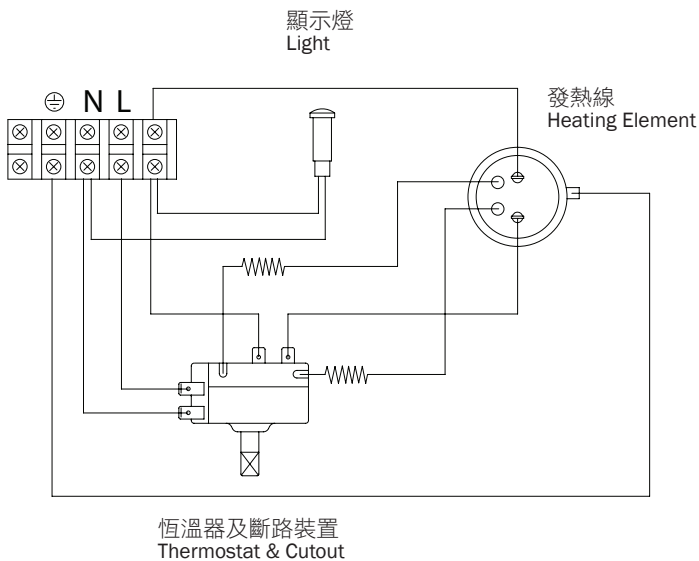 顯示燈
Light
N L
發熱線
Heating Element
恆溫器及斷路裝置
Thermostat & Cutout